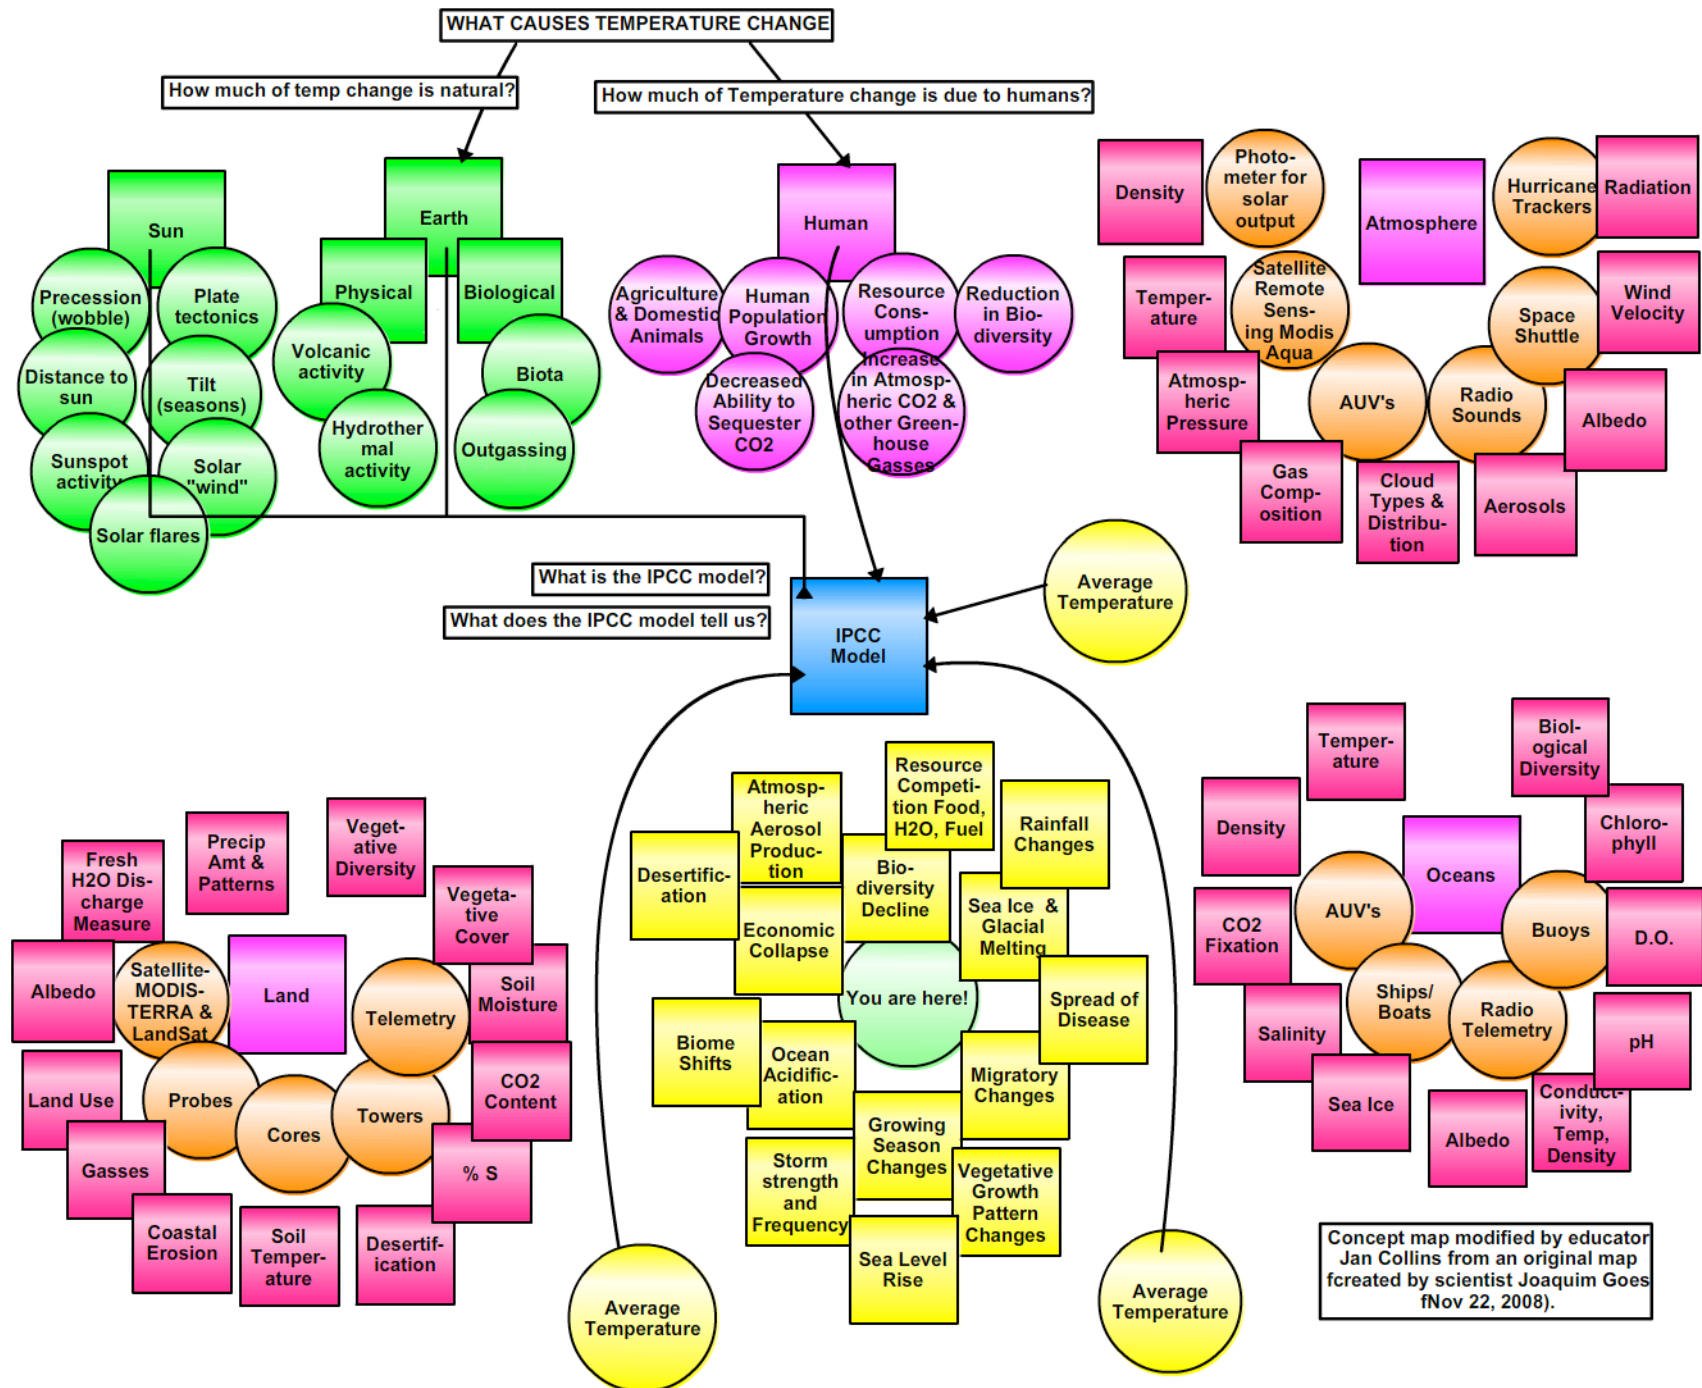 WHAT CAUSES TEMPERATURE CHANGE
How much of temp change is natural?
How much of Temperature change is due to humans?
Sun
Precession
(wobble)
Plate
tectonics
Distance to
sun
Tilt
(seasons)
Sunspot
activity
Solar
"wind"
Solar flares
Earth
Physical
Biological
Volcanic
activity
Biota
Hydrother
mal
activity
Outgassing
Human
Agriculture
& Domestic
Animals
Human
Population
Growth
Resource
Cons-
umption
Reduction
in Bio-
diversity
Decreased
Ability to
Sequester
CO2
Increase
in Atmosp-
heric CO2 &
other Green-
house
Gasses
Density
Photo-
meter for
solar
output
Atmosphere
Hurricane
Trackers
Radiation
Temper-
ature
Satellite
Remote
Sens-
ing Modis
Aqua
Space
Shuttle
Wind
Velocity
Atmosp-
heric
Pressure
AUV's
Radio
Sounds
Albedo
Gas
Comp-
osition
Cloud
Types &
Distribu-
tion
Aerosols
What is the IPCC model?
What does the IPCC model tell us?
IPCC
Model
Average
Temperature
Fresh
H2O Dis-
charge
Measure
Precip
Amt &
Patterns
Veget-
ative
Diversity
Vegeta-
tive
Cover
Albedo
Satellite-
MODIS-
TERRA &
LandSat
Land
Telemetry
Soil
Moisture
Land Use
Probes
Cores
Towers
CO2
Content
Gasses
% S
Coastal
Erosion
Soil
Temper-
ature
Desertif-
ication
Average
Temperature
Desertific-
ation
Atmosp-
heric
Aerosol
Produc-
tion
Resource
Competi-
tion Food,
H2O, Fuel
Rainfall
Changes
Economic
Collapse
Bio-
diversity
Decline
Sea Ice &
Glacial
Melting
You are here!
Spread of
Disease
Biome
Shifts
Ocean
Acidific-
ation
Migratory
Changes
Growing
Season
Changes
Storm
strength
and
Frequency
Vegetative
Growth
Pattern
Changes
Sea Level
Rise
Average
Temperature
Temper-
ature
Biol-
ogical
Diversity
Density
Chloro-
phyll
Oceans
CO2
Fixation
AUV's
Buoys
D.O.
Salinity
Ships/
Boats
Radio
Telemetry
pH
Sea Ice
Albedo
Conduct-
ivity,
Temp,
Density
Concept map modified by educator
Jan Collins from an original map
fcreated by scientist Joaquim Goes
fNov 22, 2008).